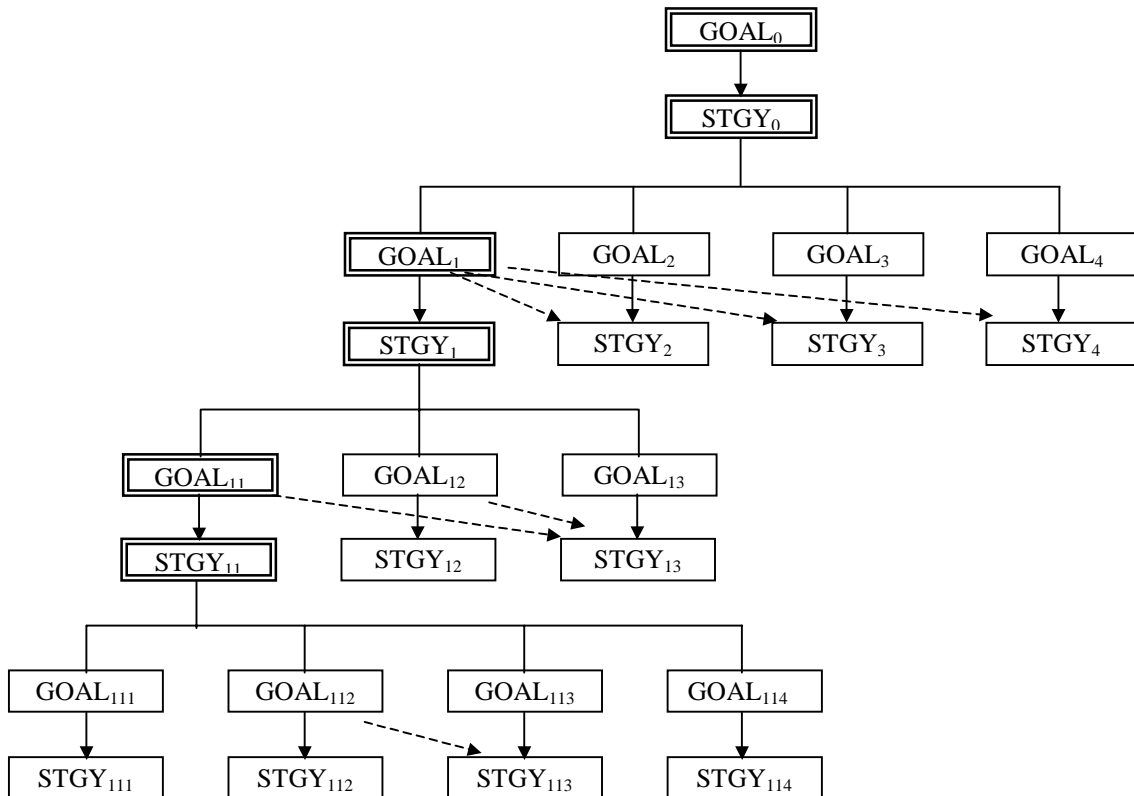 GOAL₀
STGY₀
GOAL₁ GOAL₂ GOAL₃ GOAL₄
STGY₁ STGY₂ STGY₃ STGY₄
GOAL₁₁ GOAL₁₂ GOAL₁₃
STGY₁₁ STGY₁₂ STGY₁₃
GOAL₁₁₁ GOAL₁₁₂ GOAL₁₁₃ GOAL₁₁₄
STGY₁₁₁ STGY₁₁₂ STGY₁₁₃ STGY₁₁₄